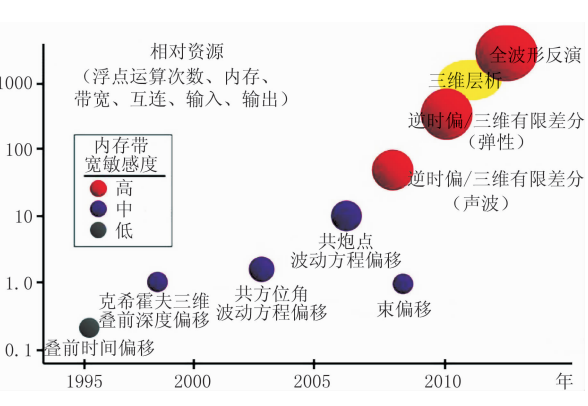 相对资源
（浮点运算次数、内存、
带宽、互连、输入、输出）
内存带
宽敏感度
高
中
低
1000
100
10
1.0
0.1
全波形反演
三维层析
逆时偏/三维有限差分
（弹性）
逆时偏/三维有限差分
（声波）
共炮点
波动方程偏移
束偏移
共方位角
波动方程偏移
克希霍夫三维
叠前深度偏移
叠前时间偏移
1995
2000
2005
2010
年